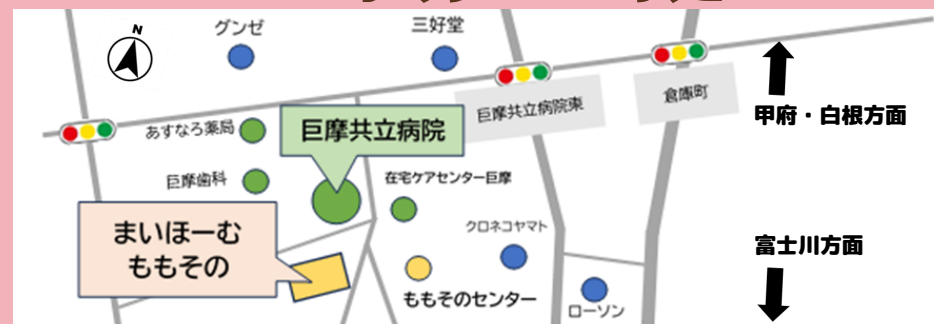 N
グンゼ
三好堂
巨摩共立病院東
倉庫町
甲府・白根方面
あすなろ薬局
巨摩共立病院
巨摩歯科
在宅ケアセンター巨摩
まいほーむ
ももその
クロネコヤマト
富士川方面
ももそのセンター
ローソン